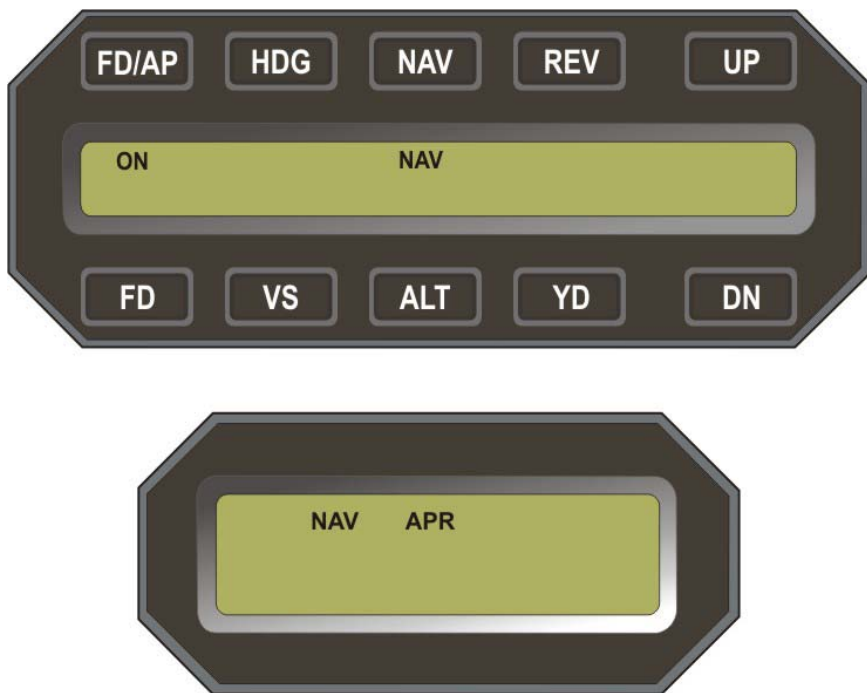 FD/AP HDG NAV REV UP
ON NAV
FD VS ALT YD DN
NAV APR